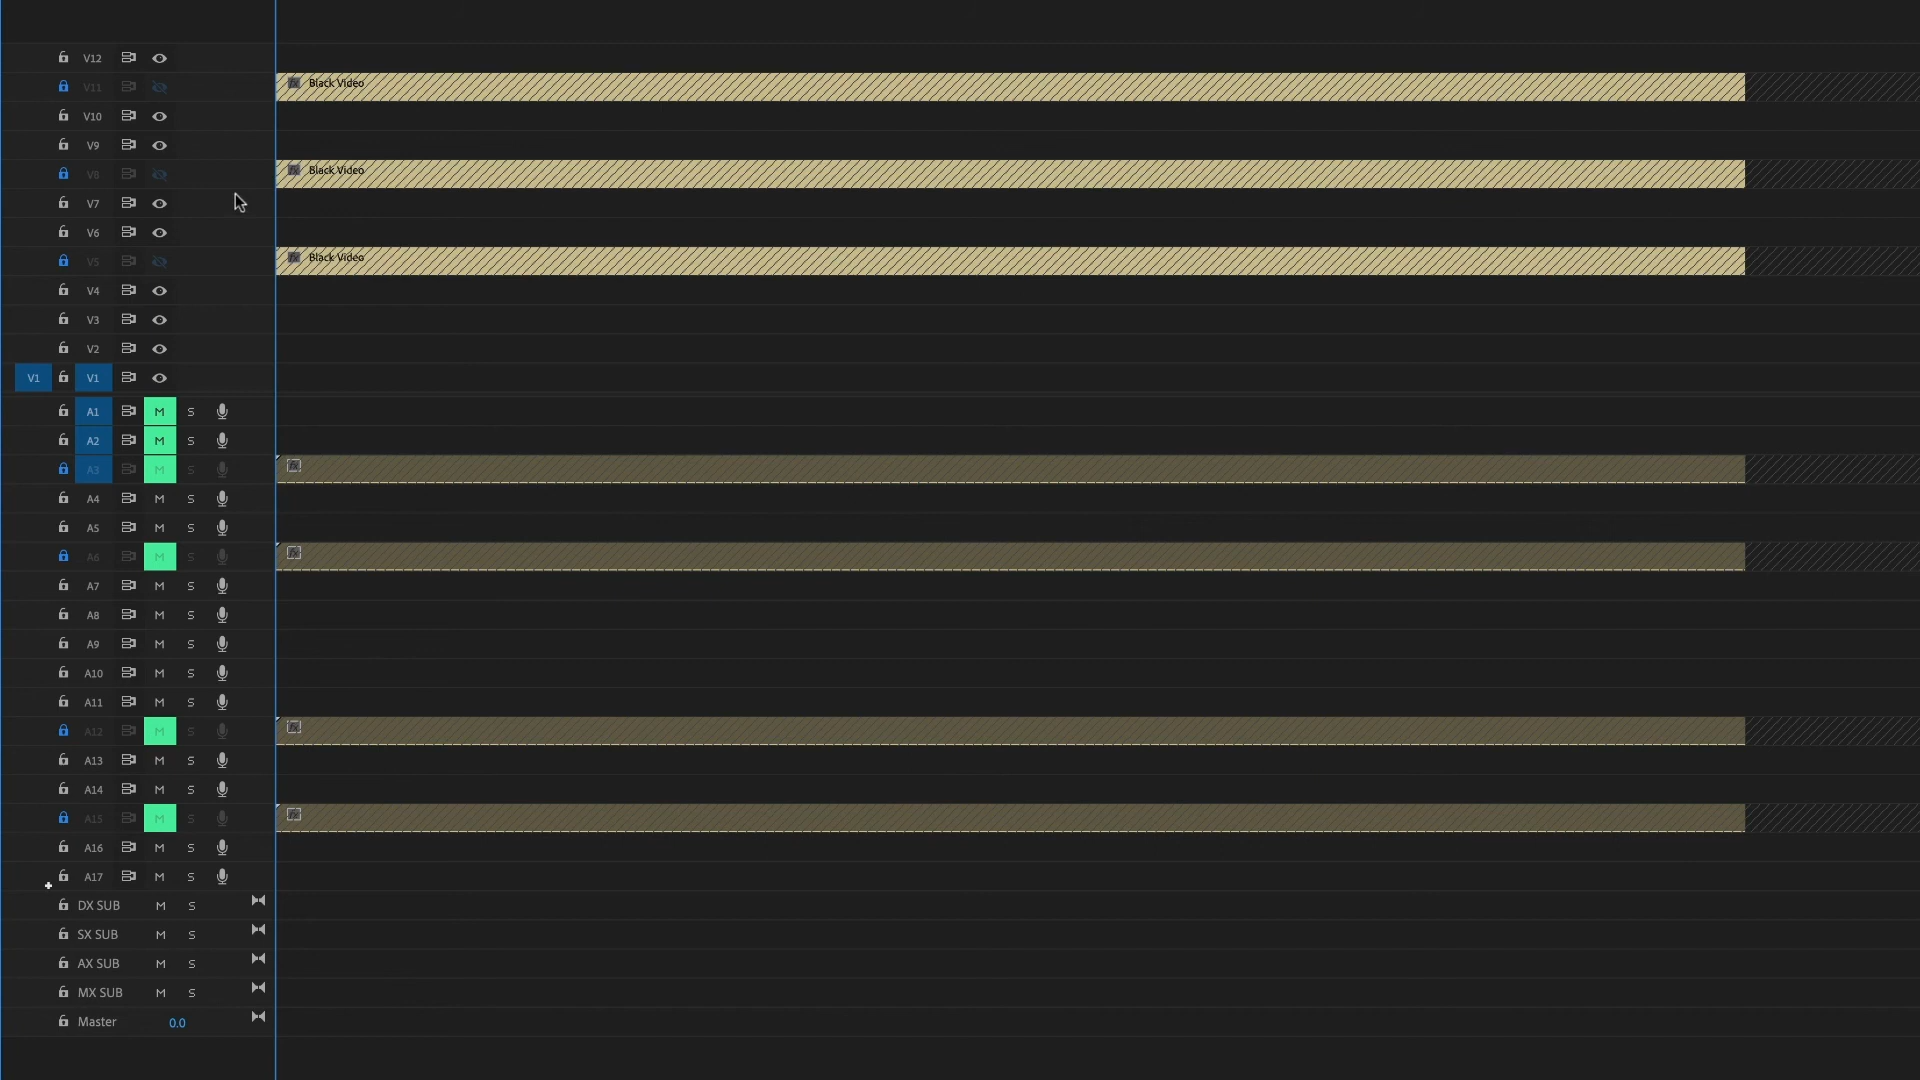 V12
V11 Black Video
V10
V9
V8 Black Video
V7
V6
V5 Black Video
V4
V3
V2
V1 V1
A1 M S
A2 M S
A3 M S
A4 M S
A5 M S
A6 M S
A7 M S
A8 M S
A9 M S
A10 M S
A11 M S
A12 M S
A13 M S
A14 M S
A15 M S
A16 M S
A17 M S
DX SUB M S
SX SUB M S
AX SUB M S
MX SUB M S
Master 0.0